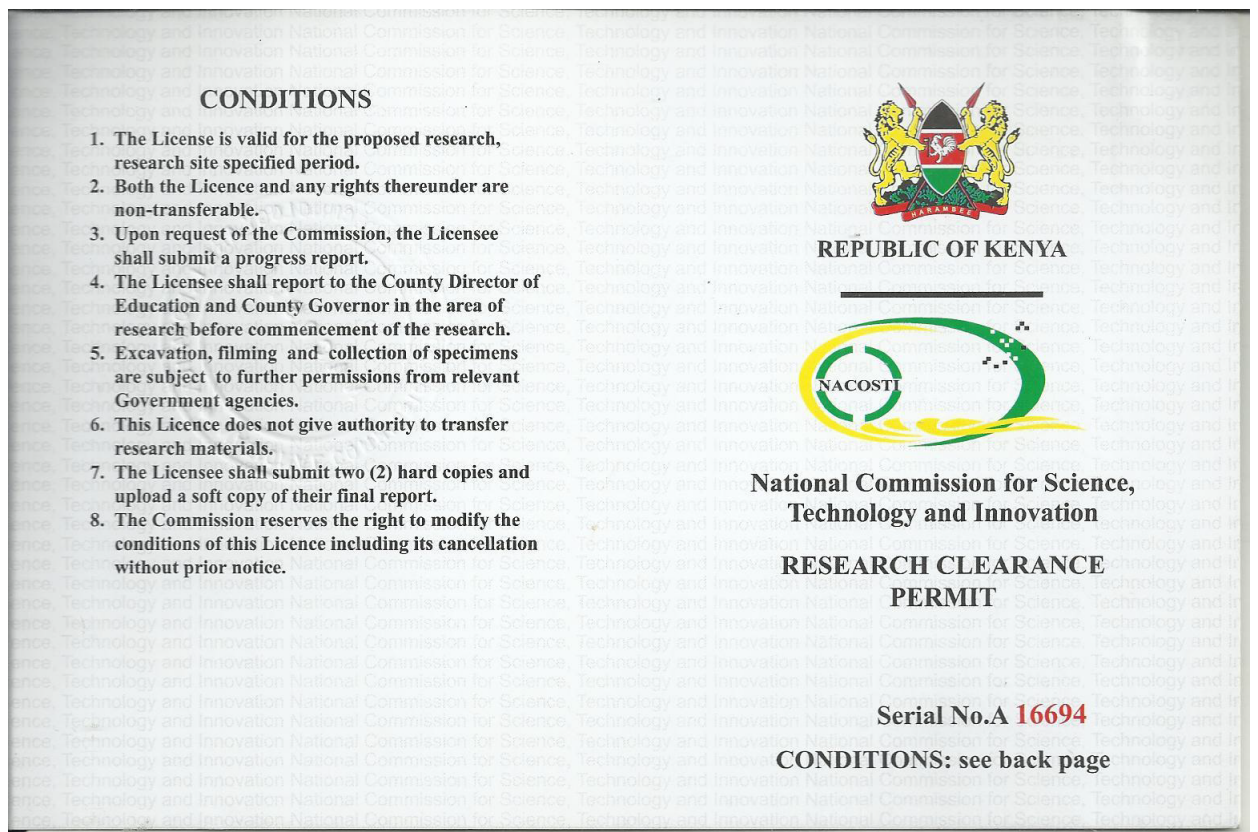 CONDITIONS
1. The License is valid for the proposed research,
research site specified period.
2. Both the Licence and any rights thereunder are
non-transferable.
3. Upon request of the Commission, the Licensee
shall submit a progress report.
4. The Licensee shall report to the County Director of
Education and County Governor in the area of
research before commencement of the research.
5. Excavation, filming and collection of specimens
are subject to further permissions from relevant
Government agencies.
6. This Licence does not give authority to transfer
research materials.
7. The Licensee shall submit two (2) hard copies and
upload a soft copy of their final report.
8. The Commission reserves the right to modify the
conditions of this Licence including its cancellation
without prior notice.
HARAMBEE
REPUBLIC OF KENYA
NACOSTI
National Commission for Science,
Technology and Innovation
RESEARCH CLEARANCE
PERMIT
Serial No.A 16694
CONDITIONS: see back page